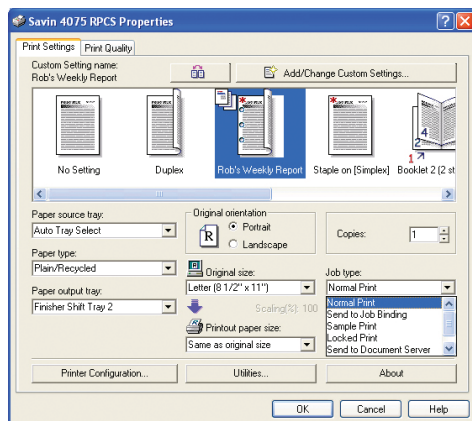 Savin 4075 RPCS Properties
Print Settings
Print Quality
Custom Setting name:
Rob's Weekly Report
Add/Change Custom Settings...
No Setting
Duplex
Rob's Weekly Report
Staple on [Simplex]
Booklet 2 (2 st
2
4
1
Paper source tray:
Auto Tray Select
Paper type:
Plain/Recycled
Paper output tray:
Finisher Shift Tray 2
Original orientation
R
Portrait
Landscape
Original size:
Letter (8 1/2" x 11")
Scaling(%): 100
Printout paper size:
Same as original size
Copies:
1
Job type:
Normal Print
Normal Print
Send to Job Binding
Sample Print
Locked Print
Send to Document Server
Printer Configuration...
Utilities...
About
OK
Cancel
Help